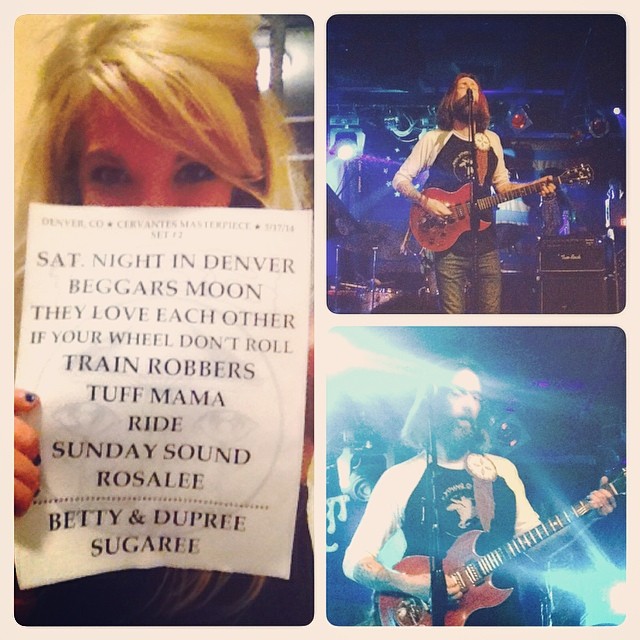 DENVER, CO ★ CERVANTES MASTERPIECE ★ 5/17/14
SET #2
SAT. NIGHT IN DENVER
BEGGARS MOON
THEY LOVE EACH OTHER
IF YOUR WHEEL DON'T ROLL
TRAIN ROBBERS
TUFF MAMA
RIDE
SUNDAY SOUND
ROSALEE
BETTY & DUPREE
SUGAREE